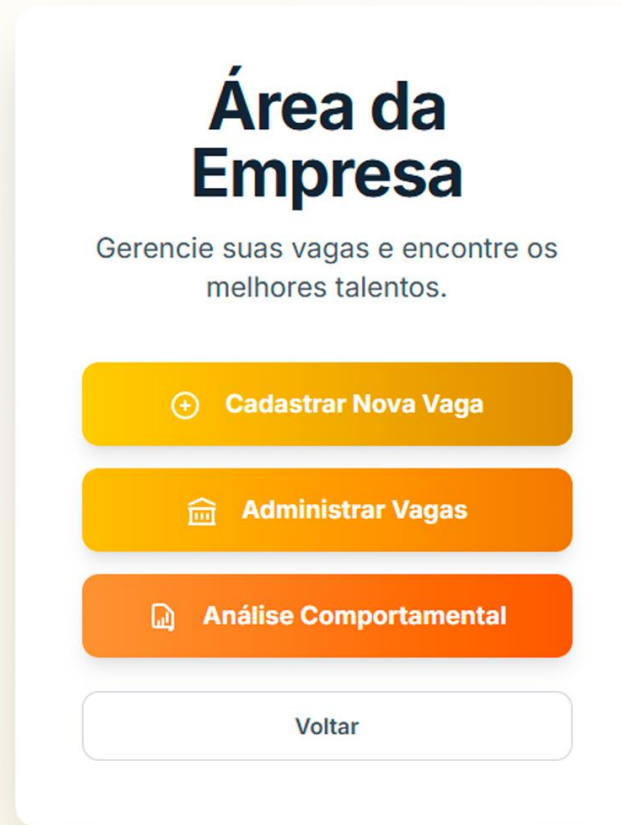 Área da
Empresa
Gerencie suas vagas e encontre os
melhores talentos.
Cadastrar Nova Vaga
Administrar Vagas
Análise Comportamental
Voltar